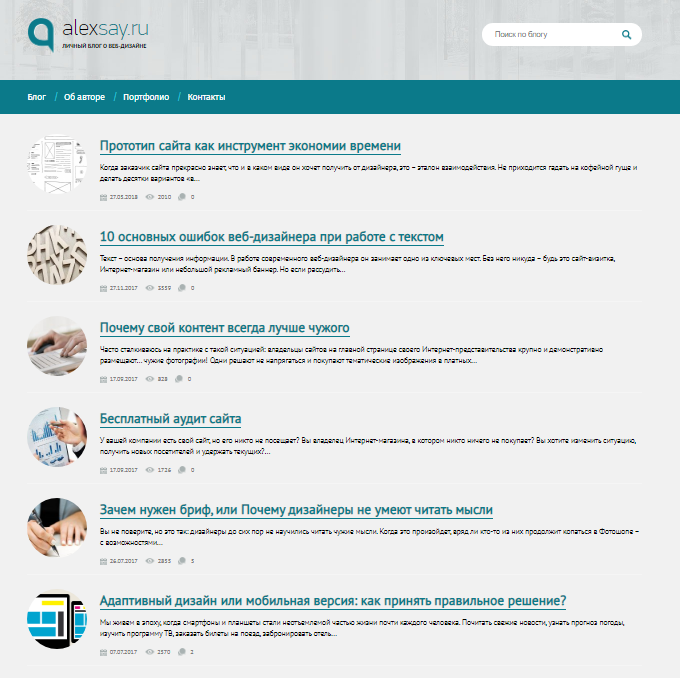 alexsay.ru
ЛИЧНЫЙ БЛОГ О ВЕБ-ДИЗАЙНЕ
Поиск по блогу
Блог / Об авторе / Портфолио / Контакты
Прототип сайта как инструмент экономии времени
Когда заказчик сайта прекрасно знает, что и в каком виде он хочет получить от дизайнера, это – эталон взаимодействия. Не приходится гадать на кофейной гуще и
делать десятки вариантов «в...
27.03.2018 2010 0
10 основных ошибок веб-дизайнера при работе с текстом
Текст – основа получения информации. В работе современного веб-дизайнера он занимает одно из ключевых мест. Без него никуда – будь это сайт-визитка,
Интернет-магазин или небольшой рекламный баннер. Но если рассудить...
27.11.2017 3339 0
Почему свой контент всегда лучше чужого
Часто сталкиваюсь на практике с такой ситуацией: владельцы сайтов на главной странице своего Интернет-представительства крупно и демонстративно
размещают... чужие фотографии! Одни решают не напрягаться и покупают тематические изображения в платных...
17.09.2017 828 0
Бесплатный аудит сайта
У вашей компании есть свой сайт, но его никто не посещает? Вы владелец Интернет-магазина, в котором никто ничего не покупает? Вы хотите изменить ситуацию,
получить новых посетителей и удержать текущих?...
17.09.2017 1726 0
Зачем нужен бриф, или Почему дизайнеры не умеют читать мысли
Вы не поверите, но это так: дизайнеры до сих пор не научились читать чужие мысли. Когда это произойдет, вряд ли кто-то из них продолжит копаться в Фотошопе –
с возможностями...
26.07.2017 2833 3
Адаптивный дизайн или мобильная версия: как принять правильное решение?
Мы живем в эпоху, когда смартфоны и планшеты стали неотъемлемой частью жизни почти каждого человека. Почитать свежие новости, узнать прогноз погоды,
изучить программу ТВ, заказать билеты на поезд, забронировать отель...
07.07.2017 2370 2